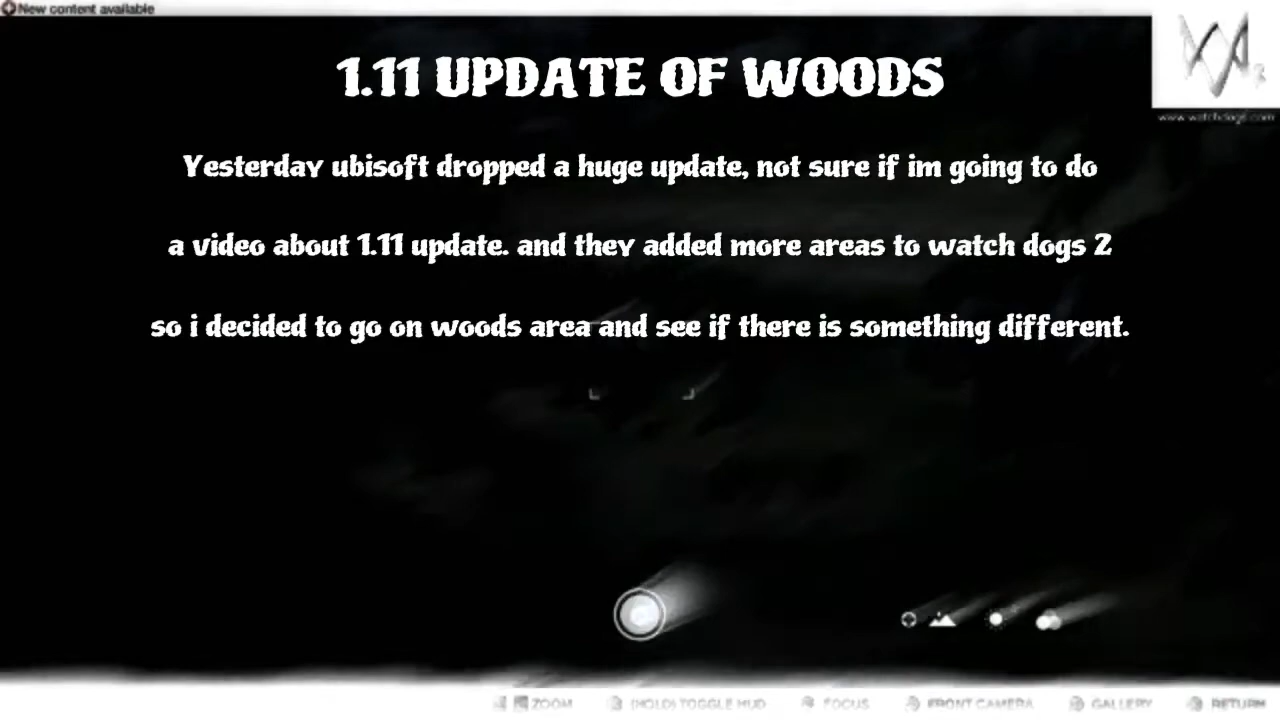 New content available
1.11 UPDATE OF WOODS
www.watchdogs.com
Yesterday ubisoft dropped a huge update, not sure if im going to do
a video about 1.11 update. and they added more areas to watch dogs 2
so i decided to go on woods area and see if there is something different.
ZOOM (HOLD) TOGGLE HUD FOCUS FRONT CAMERA GALLERY RETURN